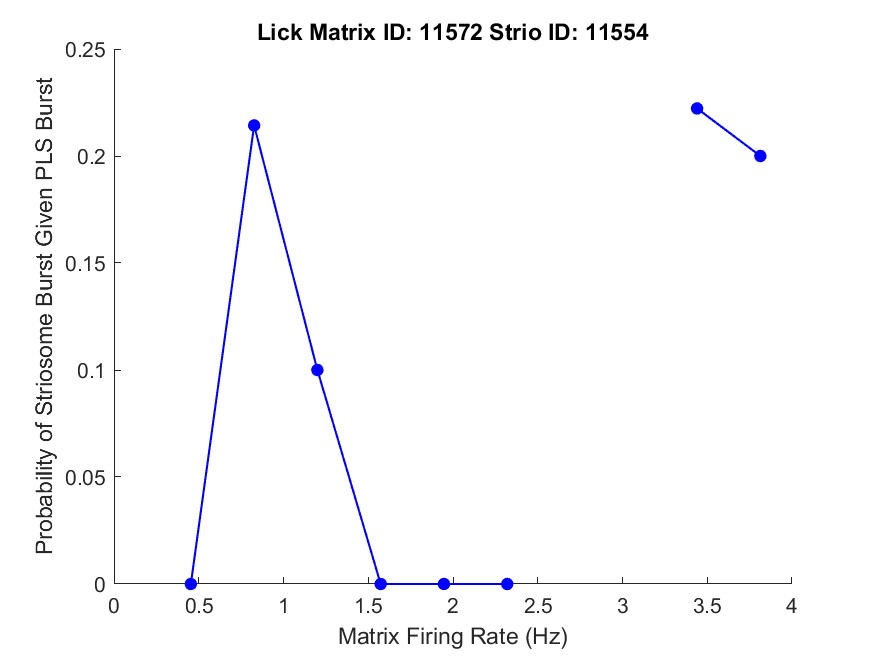 Lick Matrix ID: 11572 Strio ID: 11554
Probability of Striosome Burst Given PLS Burst
0.25
0.2
0.15
0.1
0.05
0
0 0.5 1 1.5 2 2.5 3 3.5 4
Matrix Firing Rate (Hz)